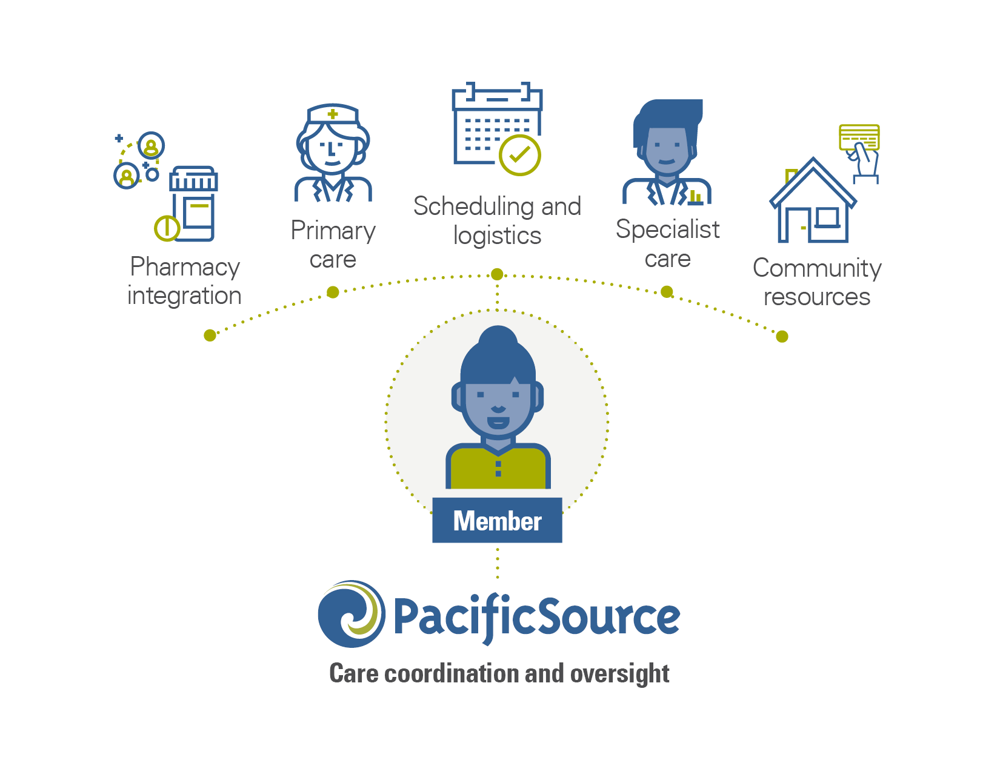 Pharmacy
integration
Primary
care
Scheduling and
logistics
Specialist
care
Community
resources
Member
PacificSource
Care coordination and oversight